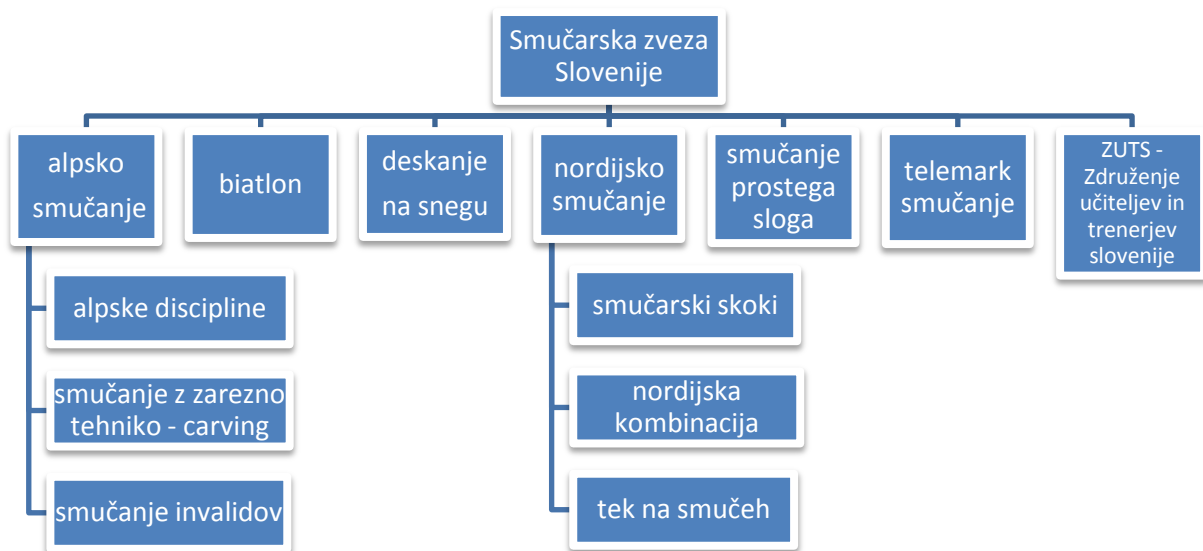 Smučarska zveza
Slovenije
alpsko
smučanje
biatlon
deskanje
na snegu
nordijsko
smučanje
smučanje
prostega
sloga
telemark
smučanje
ZUTS -
Združenje
učiteljev in
trenerjev
slovenije
alpske discipline
smučanje z zarezno
tehniko - carving
smučanje invalidov
smučarski skoki
nordijska
kombinacija
tek na smučeh